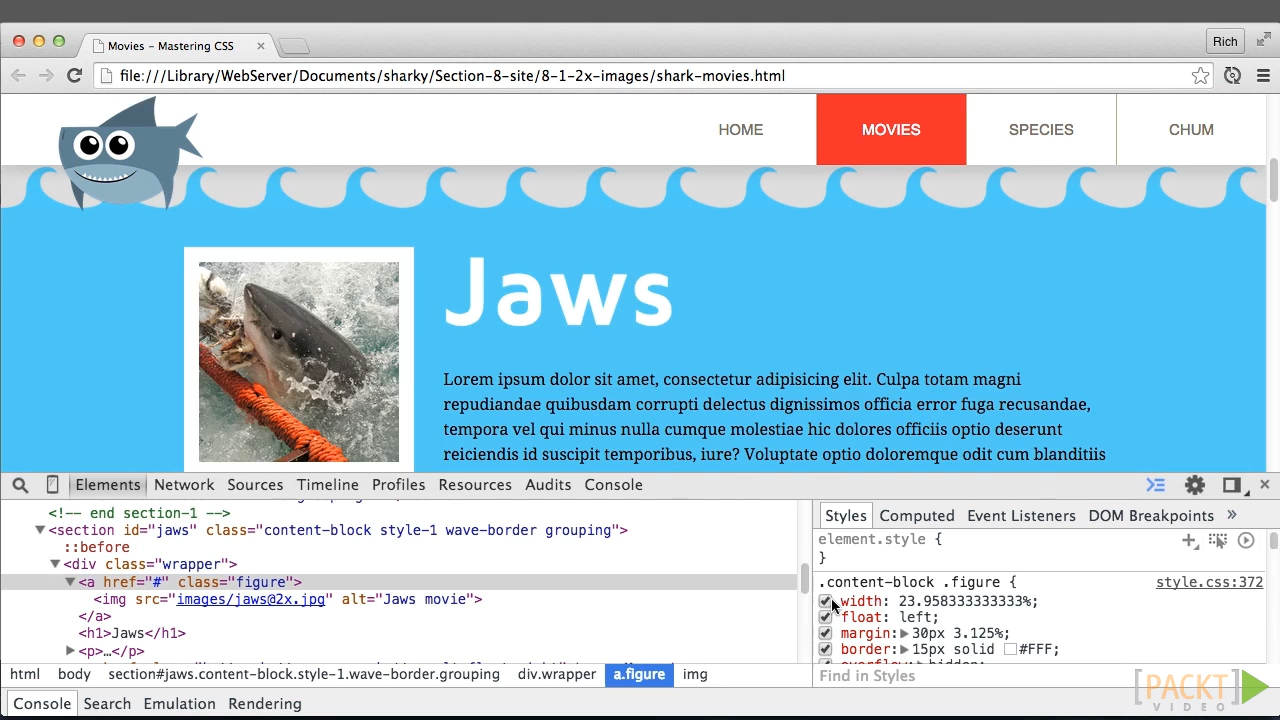 Movies – Mastering CSS
Rich
file:///Library/WebServer/Documents/sharky/Section-8-site/8-1-2x-images/shark-movies.html
HOME MOVIES SPECIES CHUM
Jaws
Lorem ipsum dolor sit amet, consectetur adipisicing elit. Culpa totam magni
repudiandae quibusdam corrupti delectus dignissimos officia error fuga recusandae,
tempora vel qui minus nulla cumque molestiae hic dolores officiis optio deserunt
reiciendis id suscipit temporibus, iure? Voluptate optio doloremque odit cum blanditiis
Elements Network Sources Timeline Profiles Resources Audits Console
<!-- end section-1 -->
<section id="jaws" class="content-block style-1 wave-border grouping">
::before
<div class="wrapper">
<a href="#" class="figure">
<img src="images/jaws@2x.jpg" alt="Jaws movie">
</a>
<h1>Jaws</h1>
<p>…</p>
Styles Computed Event Listeners DOM Breakpoints »
element.style {
}
.content-block .figure { style.css:372
width: 23.958333333333%;
float: left;
margin: 30px 3.125%;
border: 15px solid #FFF;
overflow: hidden;
html body section#jaws.content-block.style-1.wave-border.grouping div.wrapper a.figure img
Find in Styles
Console Search Emulation Rendering
[PACKT]
VIDEO